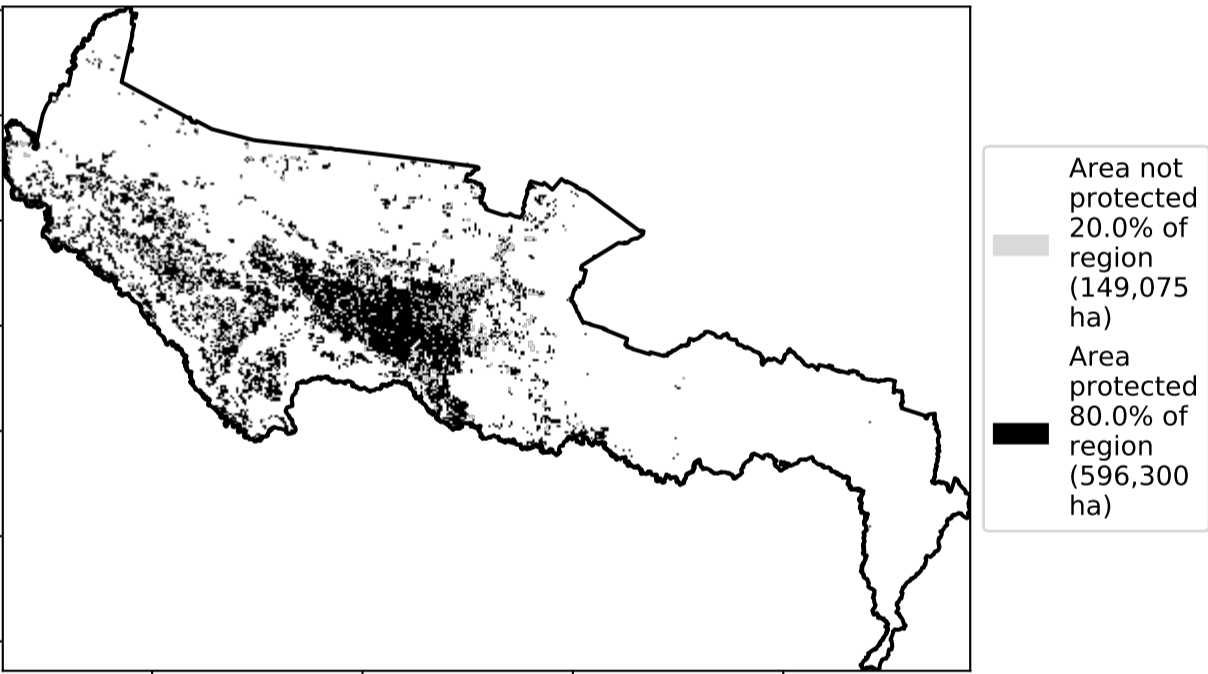 Area not
protected
20.0% of
region
(149,075
ha)
Area
protected
80.0% of
region
(596,300
ha)